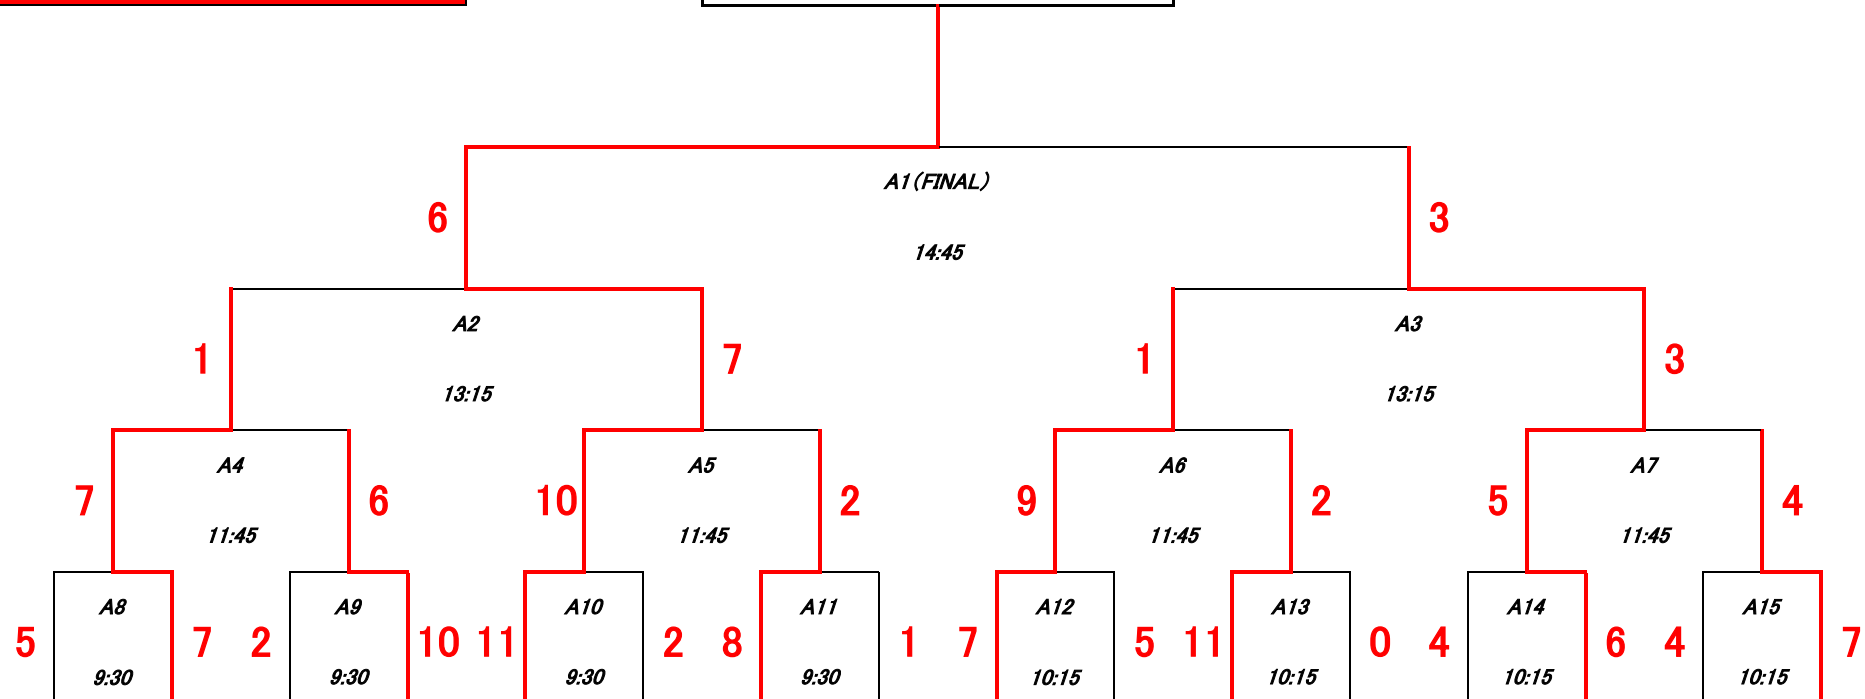 A1(FINAL)
6 3
14:45
A2 A3
1 7 1 3
13:15 13:15
A4 A5 A6 A7
7 6 10 2 9 2 5 4
11:45 11:45 11:45 11:45
A8 A9 A10 A11 A12 A13 A14 A15
5 7 2 10 11 2 8 1 7 5 11 0 4 6 4 7
9:30 9:30 9:30 9:30 10:15 10:15 10:15 10:15